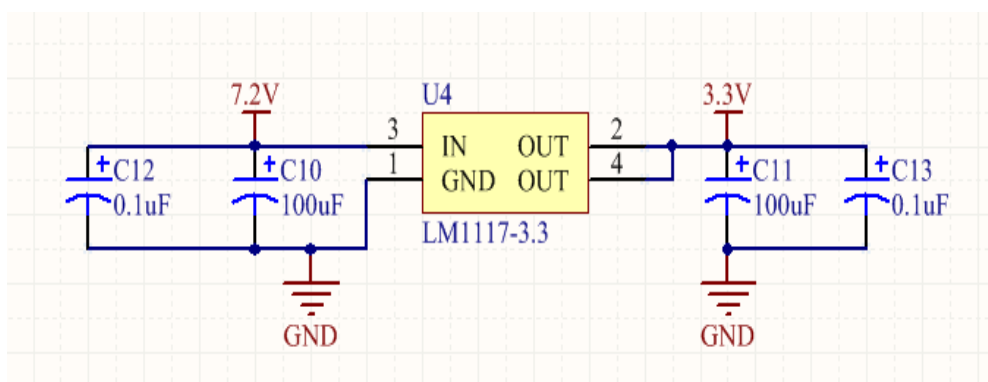 7.2V
U4
3.3V
3
IN
OUT
2
1
GND
OUT
4
+
C12
0.1uF
+
C10
100uF
+
C11
100uF
+
C13
0.1uF
LM1117-3.3
GND
GND